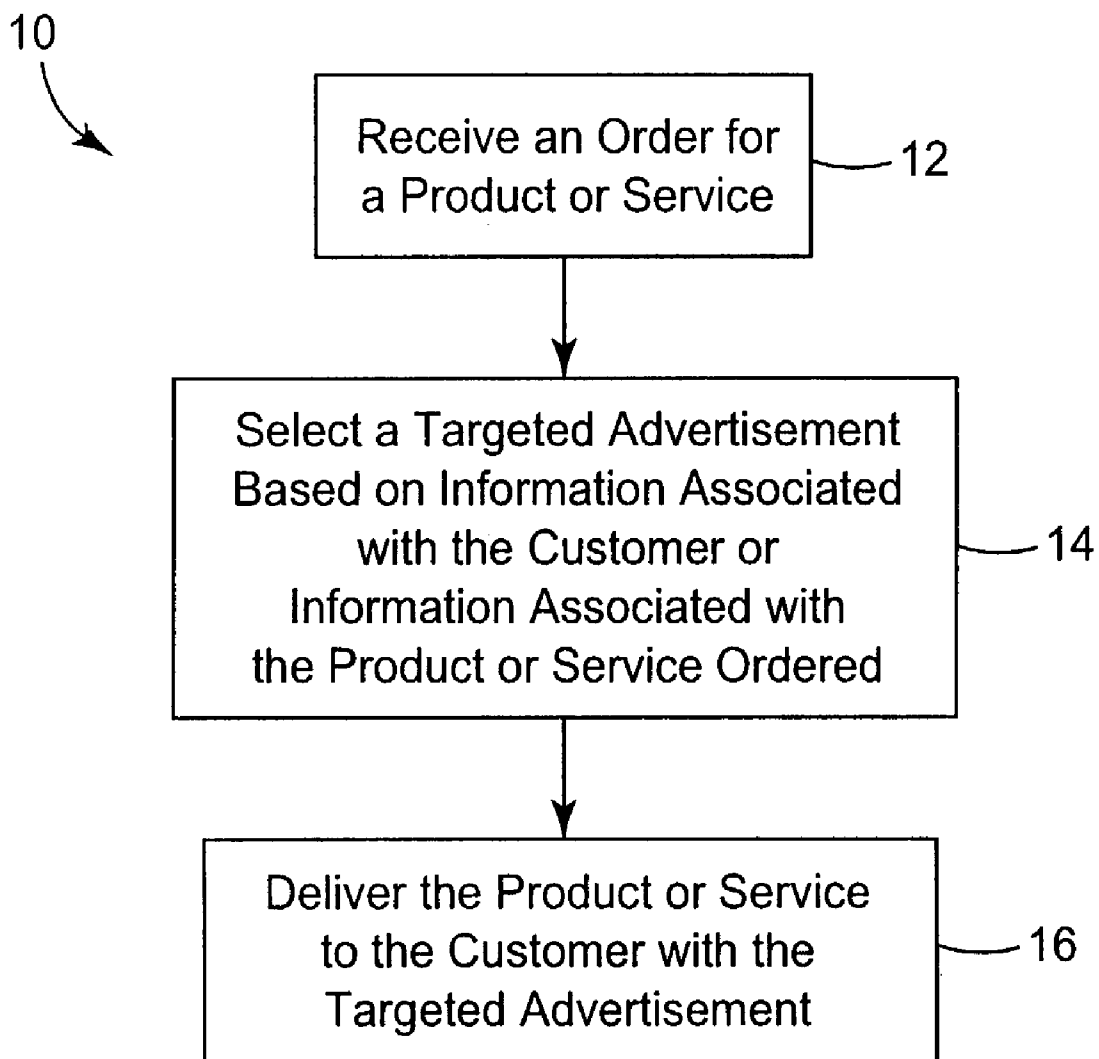 10
Receive an Order for
a Product or Service
12
Select a Targeted Advertisement
Based on Information Associated
with the Customer or
Information Associated with
the Product or Service Ordered
14
Deliver the Product or Service
to the Customer with the
Targeted Advertisement
16